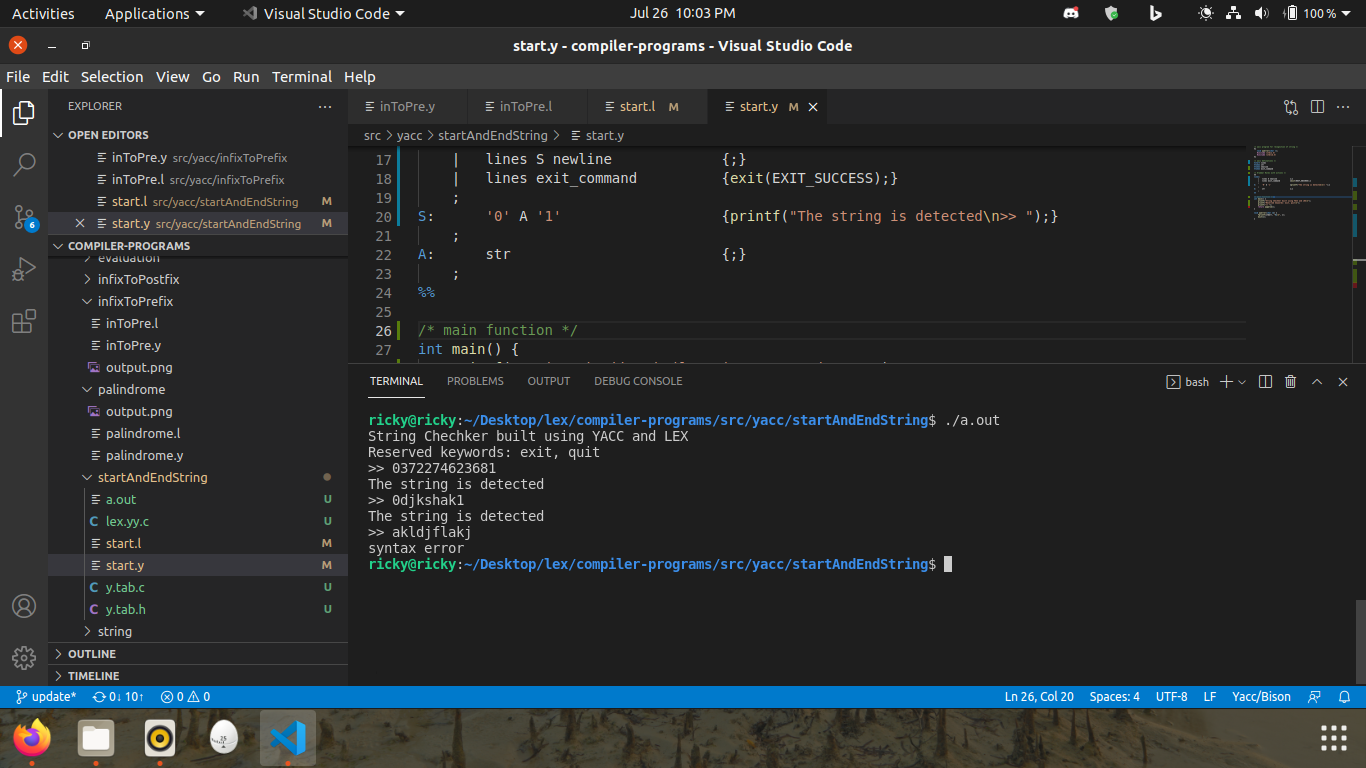 Activities Applications Visual Studio Code Jul 26 10:03 PM 100 %
start.y - compiler-programs - Visual Studio Code
File Edit Selection View Go Run Terminal Help
EXPLORER
OPEN EDITORS
inToPre.y src/yacc/infixToPrefix
inToPre.l src/yacc/infixToPrefix
start.l src/yacc/startAndEndString M
start.y src/yacc/startAndEndString M
6
COMPILER-PROGRAMS
evaluation
infixToPostfix
infixToPrefix
inToPre.l
inToPre.y
output.png
palindrome
output.png
palindrome.l
palindrome.y
startAndEndString
a.out U
lex.yy.c U
start.l M
start.y M
y.tab.c U
y.tab.h U
string
OUTLINE
TIMELINE
inToPre.y inToPre.l start.l M start.y M
src > yacc > startAndEndString > start.y
17 | lines S newline {;}
18 | lines exit_command {exit(EXIT_SUCCESS);}
19 ;
20 S: '0' A '1' {printf("The string is detected\n>> ");}
21 ;
22 A: str {;}
23 ;
24 %%
25
26 /* main function */
27 int main() {
TERMINAL PROBLEMS OUTPUT DEBUG CONSOLE bash
ricky@ricky:~/Desktop/lex/compiler-programs/src/yacc/startAndEndString$ ./a.out
String Chechker built using YACC and LEX
Reserved keywords: exit, quit
>> 0372274623681
The string is detected
>> 0djkshak1
The string is detected
>> akldjflakj
syntax error
ricky@ricky:~/Desktop/lex/compiler-programs/src/yacc/startAndEndString$
update* 0↓ 10↑ 0 0 Ln 26, Col 20 Spaces: 4 UTF-8 LF Yacc/Bison